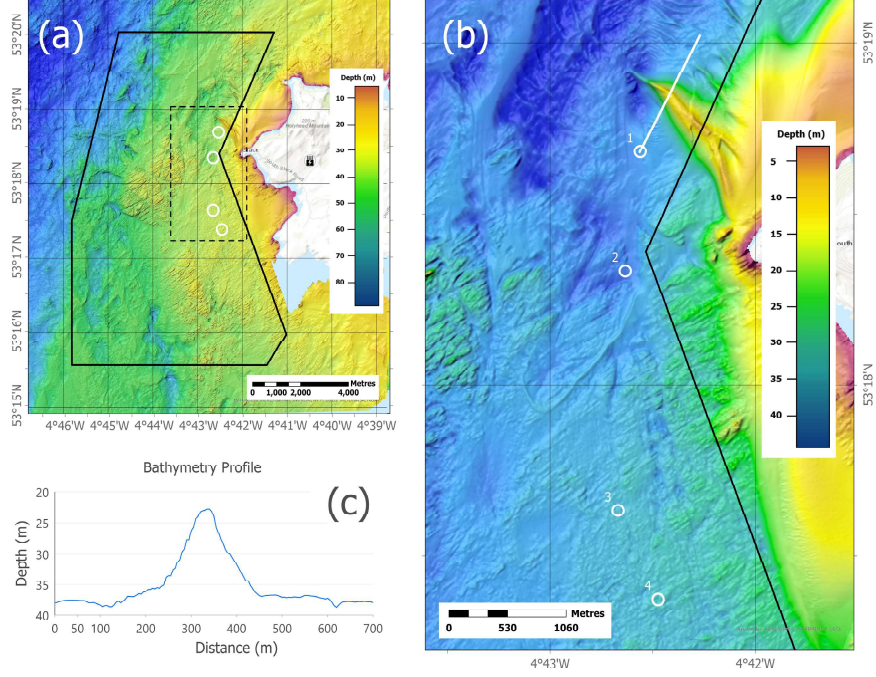 (a)
53°20'N
53°19'N
53°18'N
53°17'N
53°16'N
53°15'N
4°46'W 4°45'W 4°44'W 4°43'W 4°42'W 4°41'W 4°40'W 4°39'W
Depth (m)
10
20
30
40
50
60
70
80
Metres
0 1,000 2,000 4,000
(b)
53°19'N
53°18'N
1
2
3
4
Depth (m)
5
10
15
20
25
30
35
40
Metres
0 530 1060
4°43'W 4°42'W
Bathymetry Profile
(c)
Depth (m)
20
25
30
35
40
0 50 100 200 300 400 500 600 700
Distance (m)